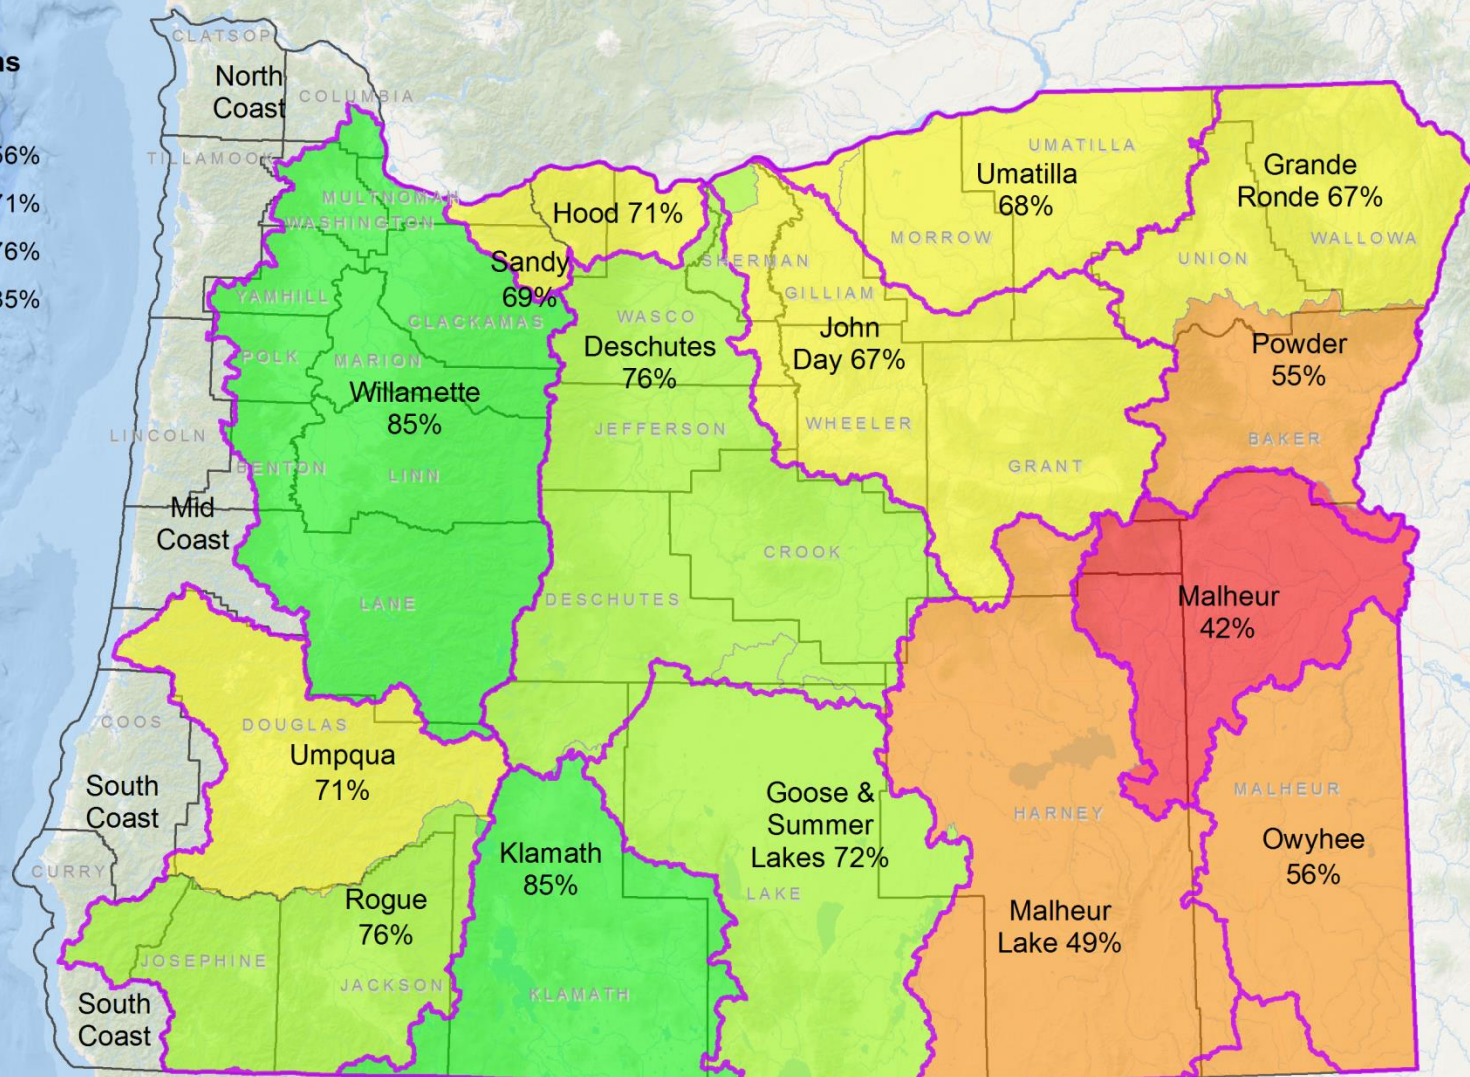 CLATSOP
North
Coast
COLUMBIA
TILLAMOOK
MULTNOMAH
WASHINGTON
Hood 71%
Sandy
69%
SHERMAN
GILLIAM
UMATILLA
Umatilla
68%
MORROW
Grande
Ronde 67%
WALLOWA
UNION
YAMHILL
CLACKAMAS
WASCO
Deschutes
76%
John
Day 67%
Powder
55%
POLK
MARION
Willamette
85%
LINCOLN
JEFFERSON
WHEELER
BAKER
BENTON
LINN
GRANT
Mid
Coast
CROOK
LANE
DESCHUTES
Malheur
42%
COOS
DOUGLAS
Umpqua
71%
South
Coast
Goose &
Summer
Lakes 72%
HARNEY
MALHEUR
Owyhee
56%
CURRY
Klamath
85%
LAKE
Rogue
76%
Malheur
Lake 49%
JOSEPHINE
JACKSON
KLAMATH
South
Coast